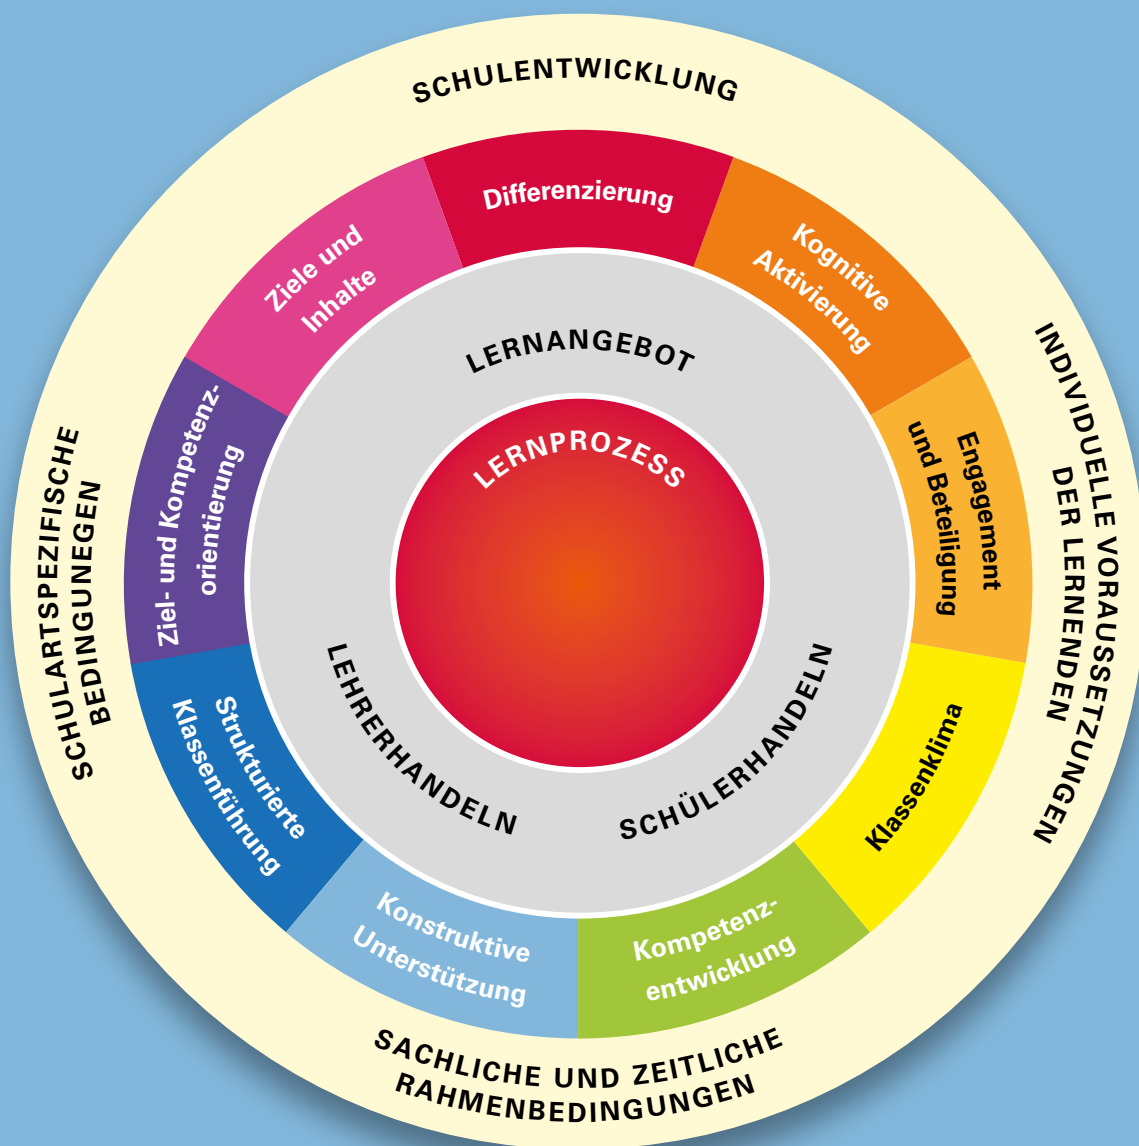 SCHULENTWICKLUNG
Differenzierung
Kognitive
Aktivierung
Engagement
und Beteiligung
Klassenklima
Kompetenz-
entwicklung
Konstruktive
Unterstützung
Strukturierte
Klassenführung
Ziel- und Kompetenz-
orientierung
Ziele und
Inhalte
LERNANGEBOT
LERNPROZESS
LEHRERHANDELN
SCHÜLERHANDELN
INDIVIDUELLE VORAUSSETZUNGEN
DER LERNENDEN
SACHLICHE UND ZEITLICHE
RAHMENBEDINGUNGEN
SCHULARTSPEZIFISCHE
BEDINGUNEGEN